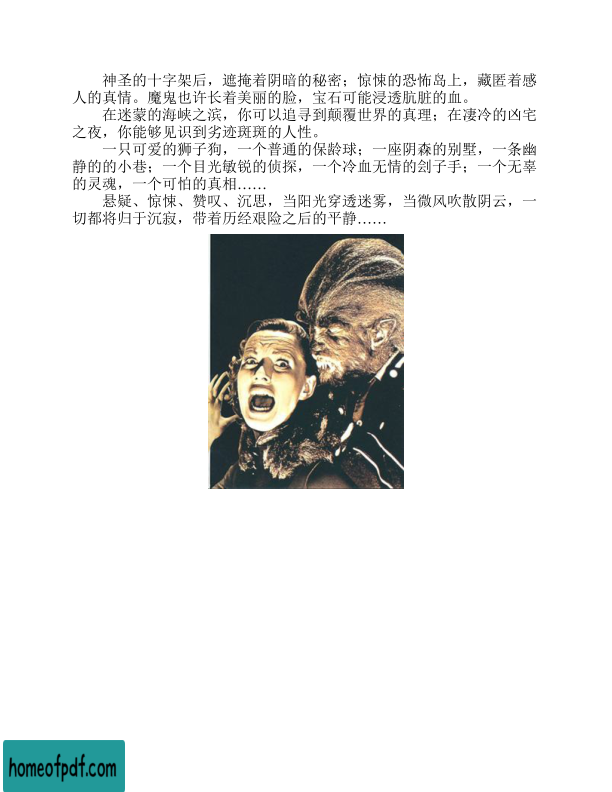 神圣的十字架后，遮掩着阴暗的秘密；惊悚的恐怖岛上，藏匿着感
人的真情。魔鬼也许长着美丽的脸，宝石可能浸透肮脏的血。
在迷蒙的海峡之滨，你可以追寻到颠覆世界的真理；在凄冷的凶宅
之夜，你能够见识到劣迹斑斑的人性。
一只可爱的狮子狗，一个普通的保龄球；一座阴森的别墅，一条幽
静的的小巷；一个目光敏锐的侦探，一个冷血无情的刽子手；一个无辜
的灵魂，一个可怕的真相……
悬疑、惊悚、赞叹、沉思，当阳光穿透迷雾，当微风吹散阴云，一
切都将归于沉寂，带着历经艰险之后的平静……
homeofpdf.com